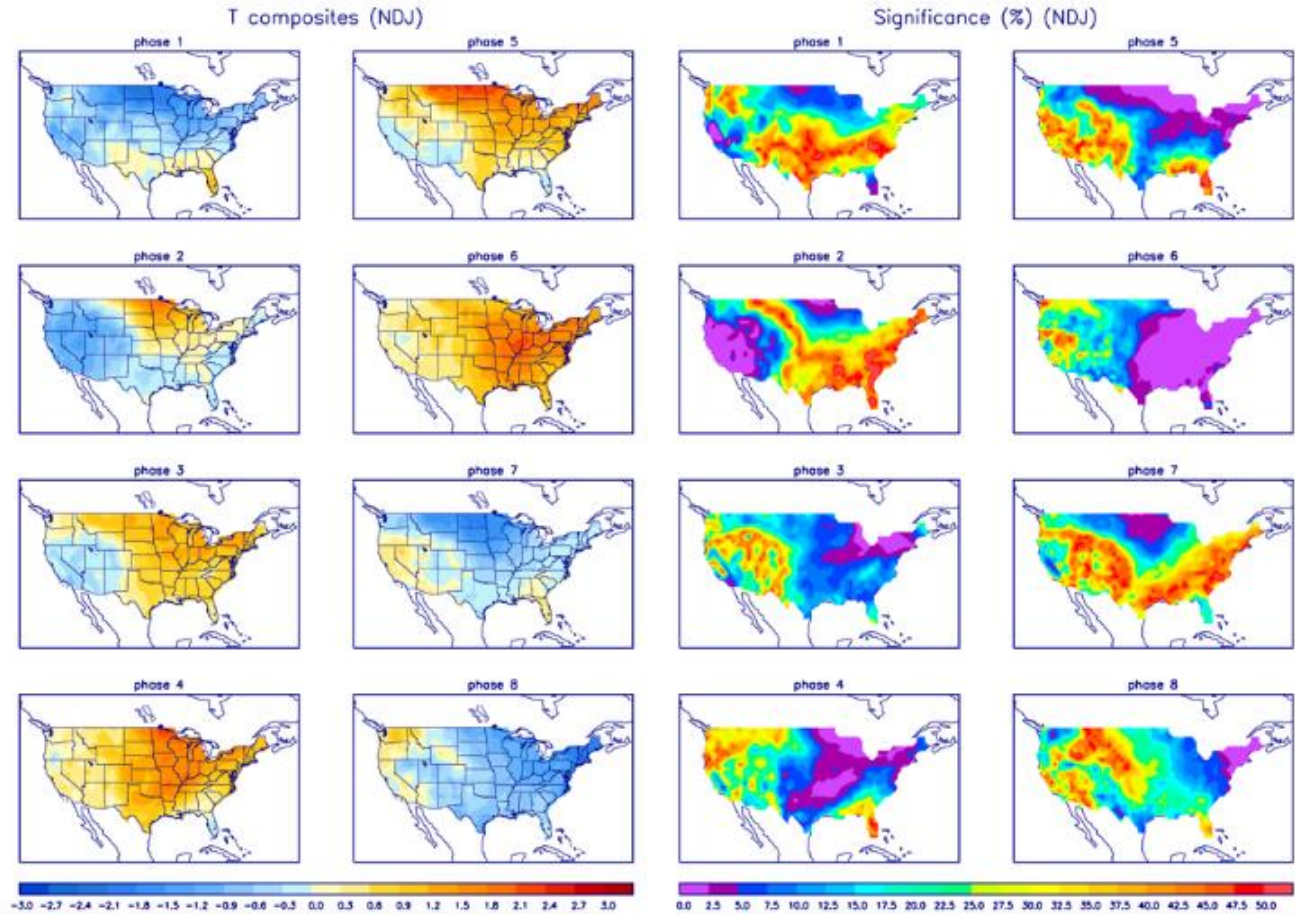 T composites (NDJ) Significance (%) (NDJ)
phase 1 phase 5 phase 1 phase 5
phase 2 phase 6 phase 2 phase 6
phase 3 phase 7 phase 3 phase 7
phase 4 phase 8 phase 4 phase 8
-3.0 -2.7 -2.4 -2.1 -1.8 -1.5 -1.2 -0.9 -0.6 -0.3 0.0 0.3 0.6 0.9 1.2 1.5 1.8 2.1 2.4 2.7 3.0 0.0 2.5 5.0 7.5 10.0 12.5 15.0 17.5 20.0 22.5 25.0 27.5 30.0 32.5 35.0 37.5 40.0 42.5 45.0 47.5 50.0